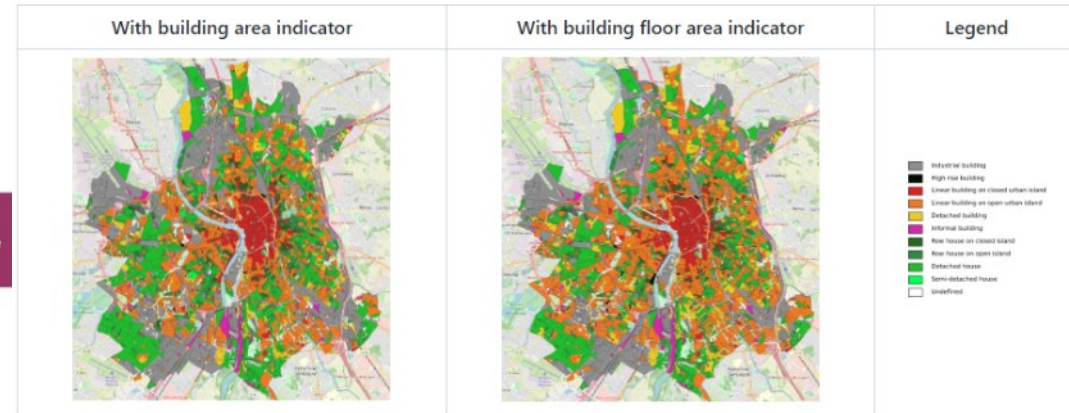 With building area indicator
With building floor area indicator
Legend
Industrial building
High rise building
Linear building on closed urban island
Linear building on open urban island
Detached building
Informal building
Row house on closed island
Row house on open island
Detached house
Semi-detached house
Undefined